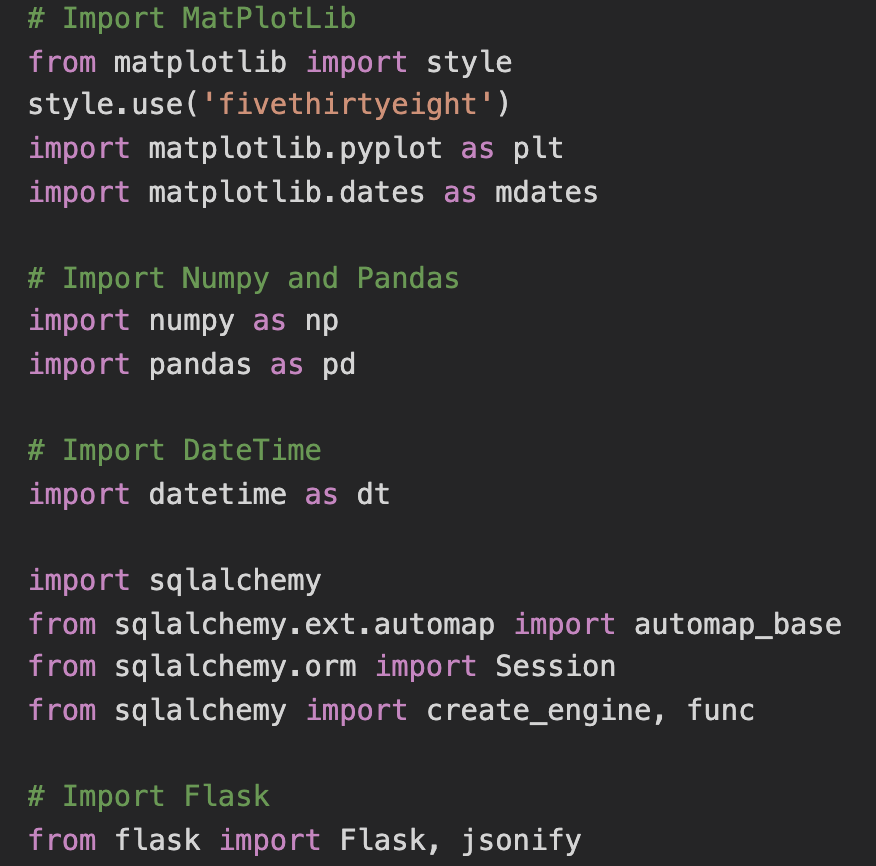 # Import MatPlotLib
from matplotlib import style
style.use('fivethirtyeight')
import matplotlib.pyplot as plt
import matplotlib.dates as mdates
# Import Numpy and Pandas
import numpy as np
import pandas as pd
# Import DateTime
import datetime as dt
import sqlalchemy
from sqlalchemy.ext.automap import automap_base
from sqlalchemy.orm import Session
from sqlalchemy import create_engine, func
# Import Flask
from flask import Flask, jsonify